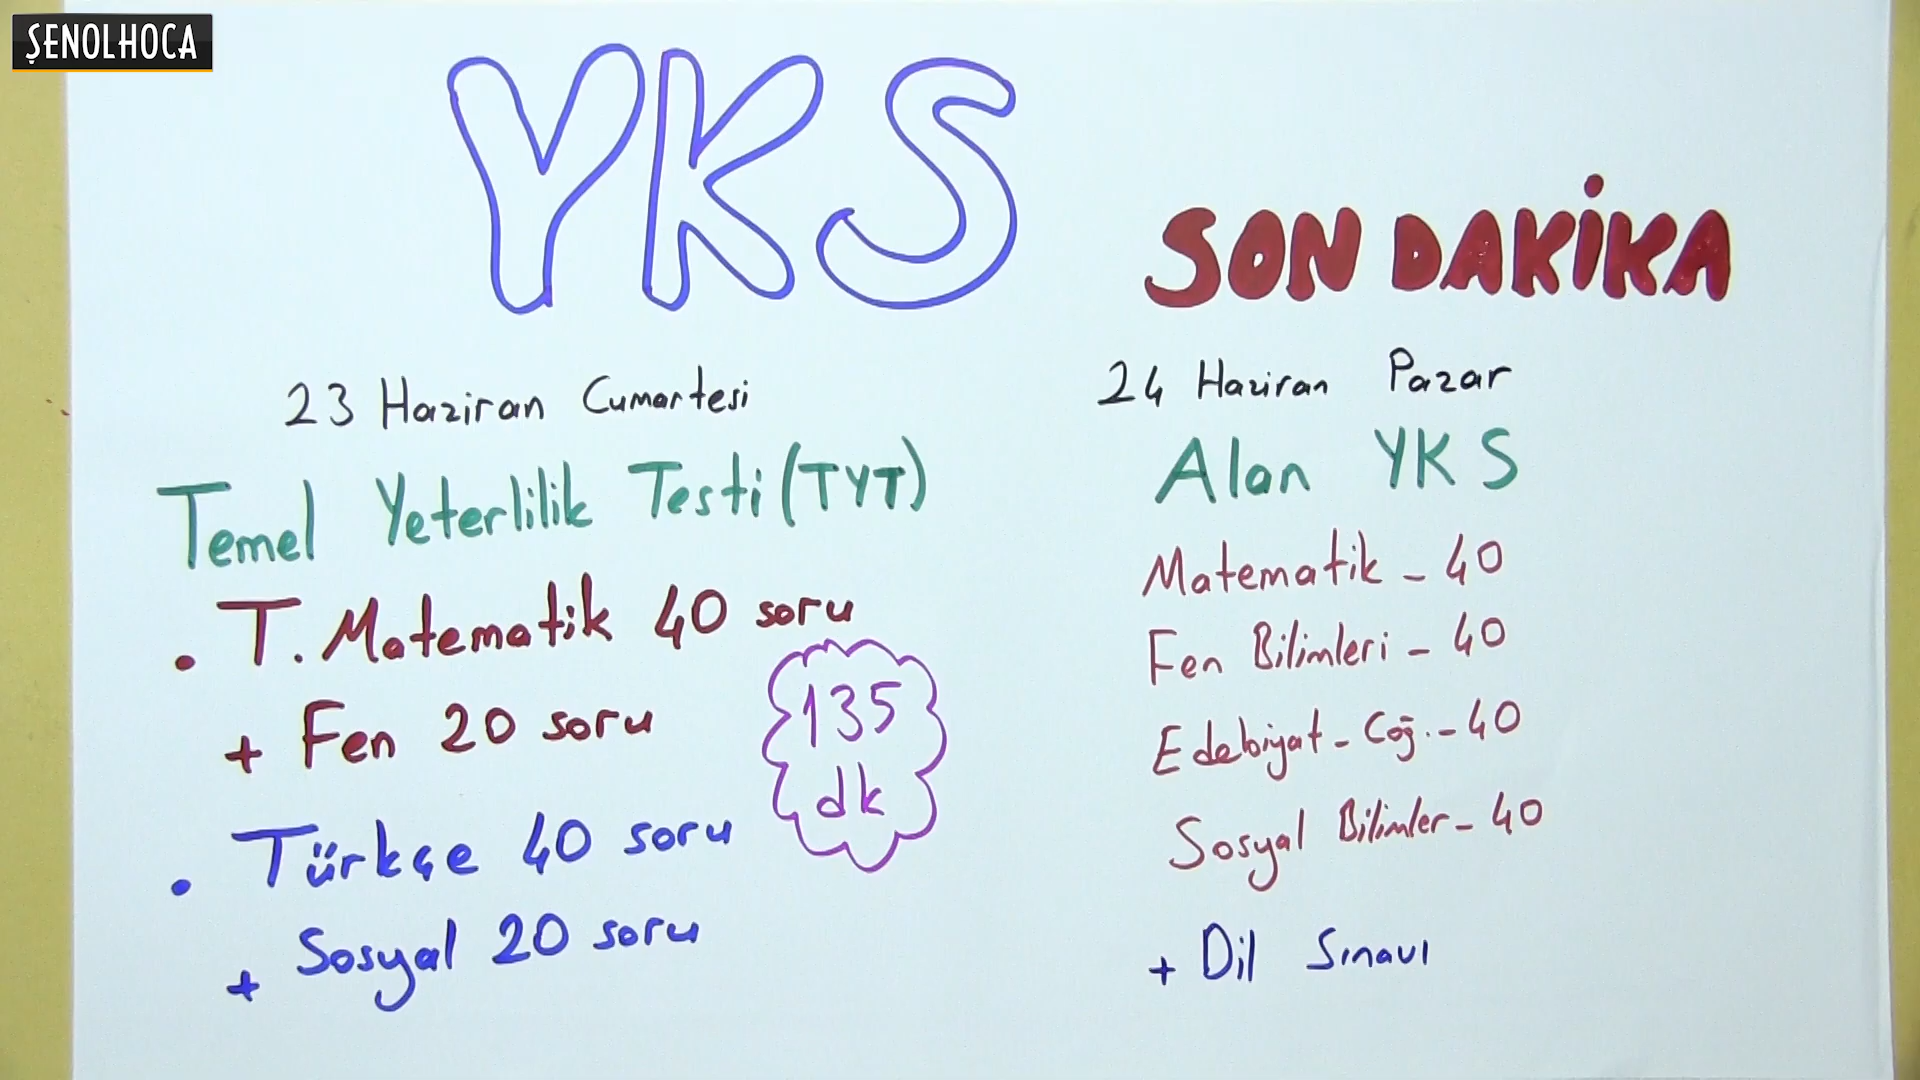 ŞENOLHOCA
YKS
SON DAKİKA
23 Haziran Cumartesi
Temel Yeterlilik Testi (TYT)
• T. Matematik 40 soru
+ Fen 20 soru
135
dk
• Türkçe 40 soru
+ Sosyal 20 soru
24 Haziran Pazar
Alan YKS
Matematik - 40
Fen Bilimleri - 40
Edebiyat - Coğ. - 40
Sosyal Bilimler - 40
+ Dil Sınavı